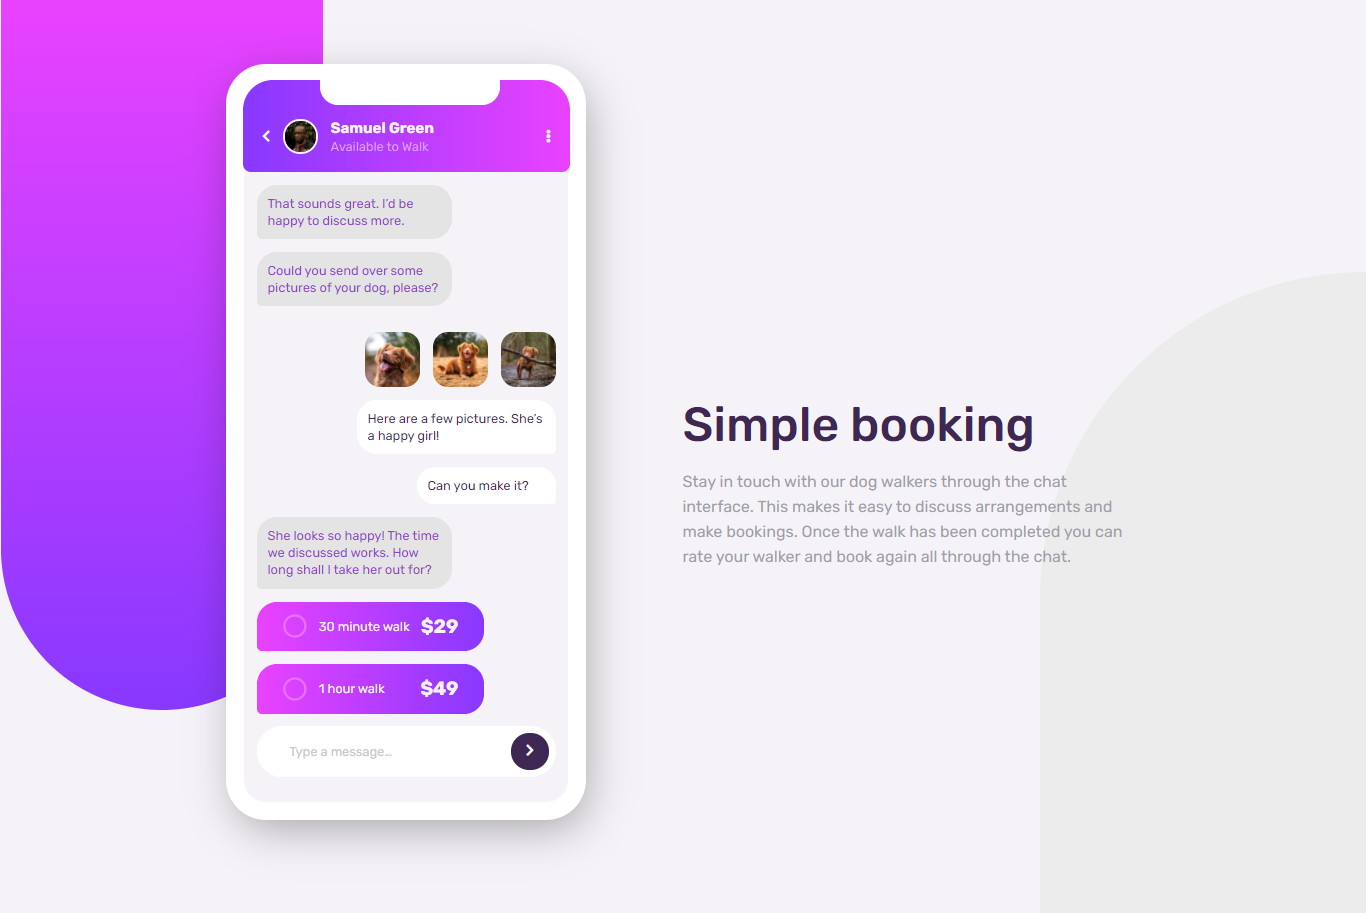 Samuel Green
Available to Walk
That sounds great. I’d be
happy to discuss more.
Could you send over some
pictures of your dog, please?
Here are a few pictures. She’s
a happy girl!
Can you make it?
She looks so happy! The time
we discussed works. How
long shall I take her out for?
30 minute walk $29
1 hour walk $49
Type a message…
Simple booking
Stay in touch with our dog walkers through the chat
interface. This makes it easy to discuss arrangements and
make bookings. Once the walk has been completed you can
rate your walker and book again all through the chat.